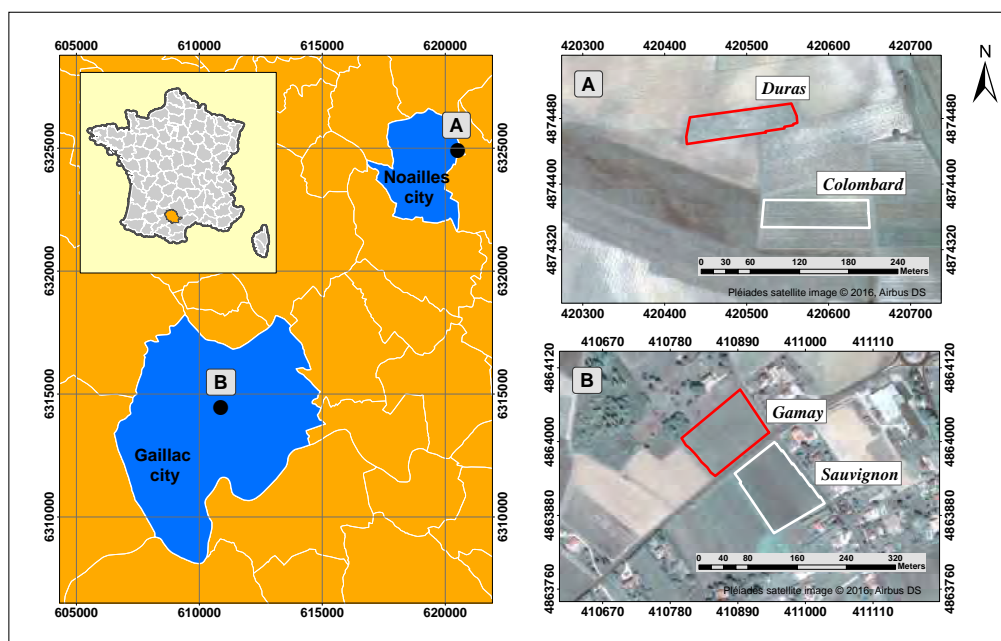 605000 610000 615000 620000
6325000
6320000
6315000
6310000
A
Noailles
city
B
Gaillac
city
6325000
6320000
6315000
6310000
605000 610000 615000 620000
420300 420400 420500 420600 420700
4874480
4874400
4874320
A
Duras
Colombard
0 30 60 120 180 240
Meters
Pléiades satellite image © 2016, Airbus DS
4874480
4874400
4874320
420300 420400 420500 420600 420700
N
410670 410780 410890 411000 411110
4864120
4864000
4863880
4863760
B
Gamay
Sauvignon
0 40 80 160 240 320
Meters
Pléiades satellite image © 2016, Airbus DS
4864120
4864000
4863880
4863760
410670 410780 410890 411000 411110